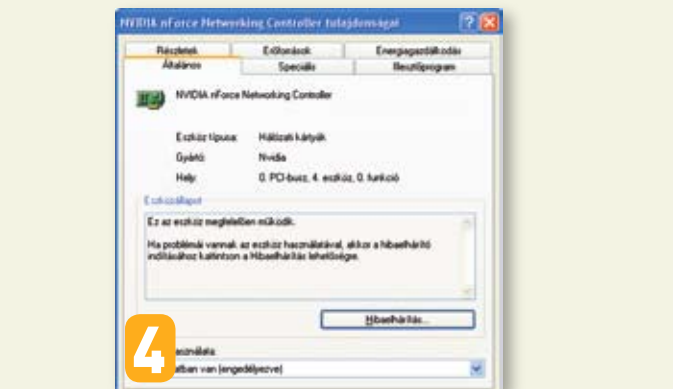 NVIDIA nForce Networking Controller tulajdonságai
Részletek Erőforrások Energiagazdálkodás
Általános Speciális Illesztőprogram
NVIDIA nForce Networking Controller
Eszköz típusa: Hálózati kártyák
Gyártó: Nvidia
Hely: 0. PCI-busz, 4. eszköz, 0. funkció
Eszközállapot
Ez az eszköz megfelelően működik.
Ha problémái vannak az eszköz használatával, akkor a hibaelhárító
indításához kattintson a Hibaelhárítás lehetőségre.
Hibaelhárítás...
4
használata:
van (engedélyezve)